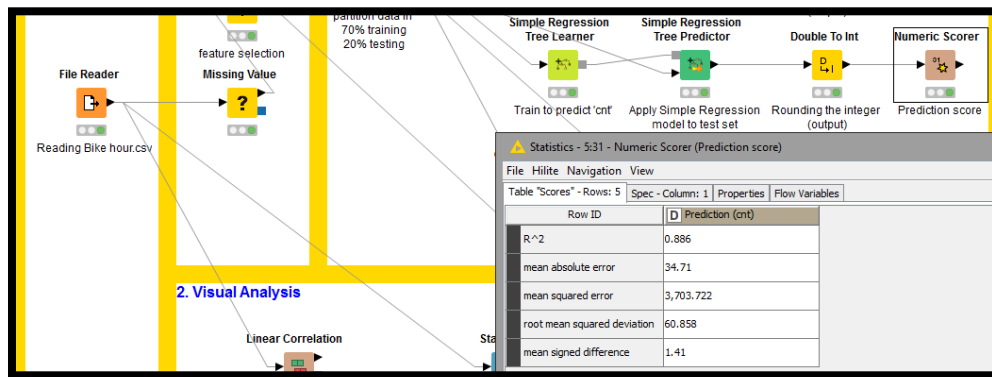 partition data in
70% training
20% testing
feature selection
File Reader
Missing Value
Reading Bike hour.csv
Simple Regression
Tree Learner
Train to predict 'cnt'
Simple Regression
Tree Predictor
Apply Simple Regression
model to test set
Double To Int
D
I
Rounding the integer
(output)
Numeric Scorer
Prediction score
2. Visual Analysis
Linear Correlation
Statistics - 5:31 - Numeric Scorer (Prediction score)
File Hilite Navigation View
Table "Scores" - Rows: 5 Spec - Column: 1 Properties Flow Variables
Row ID D Prediction (cnt)
R^2 0.886
mean absolute error 34.71
mean squared error 3,703.722
root mean squared deviation 60.858
mean signed difference 1.41